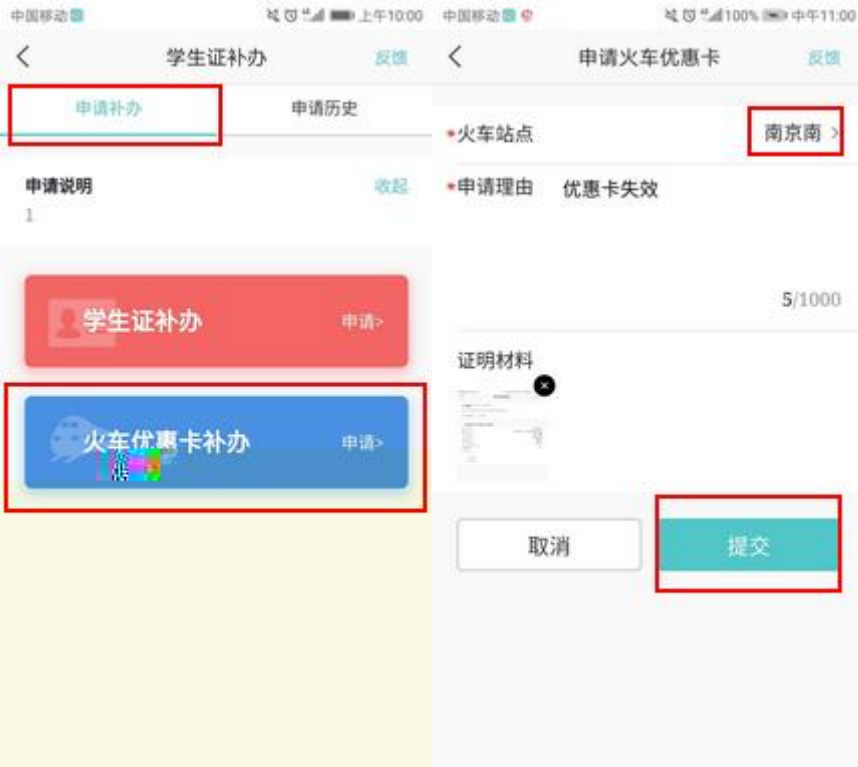 中国移动 上午10:00
学生证补办 反馈
申请补办 申请历史
申请说明 收起
1
学生证补办 申请>
火车优惠卡补办 申请>
中国移动 100% 中午11:00
申请火车优惠卡 反馈
*火车站点 南京南 >
*申请理由 优惠卡失效
5/1000
证明材料
取消 提交